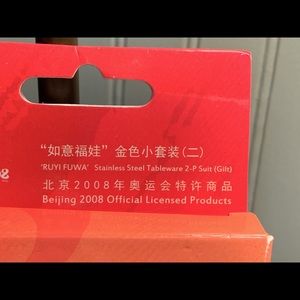 “如意福娃”金色小套装(二)
'RUYI FUWA' Stainless Steel Tableware 2-P Suit (Gilt)
北京2008年奥运会特许商品
Beijing 2008 Official Licensed Products